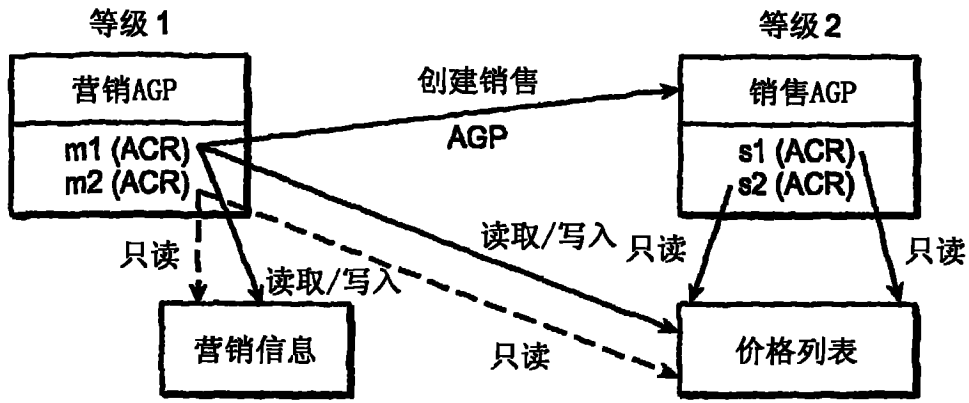 等级 1
等级 2
营销AGP
创建销售
AGP
销售AGP
m1 (ACR)
m2 (ACR)
s1 (ACR)
s2 (ACR)
只读
读取/写入
读取/写入
只读
只读
只读
营销信息
价格列表